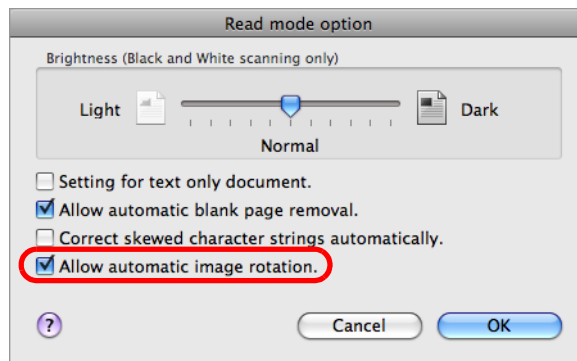 Read mode option
Brightness (Black and White scanning only)
Light Dark
Normal
Setting for text only document.
Allow automatic blank page removal.
Correct skewed character strings automatically.
Allow automatic image rotation.
? Cancel OK